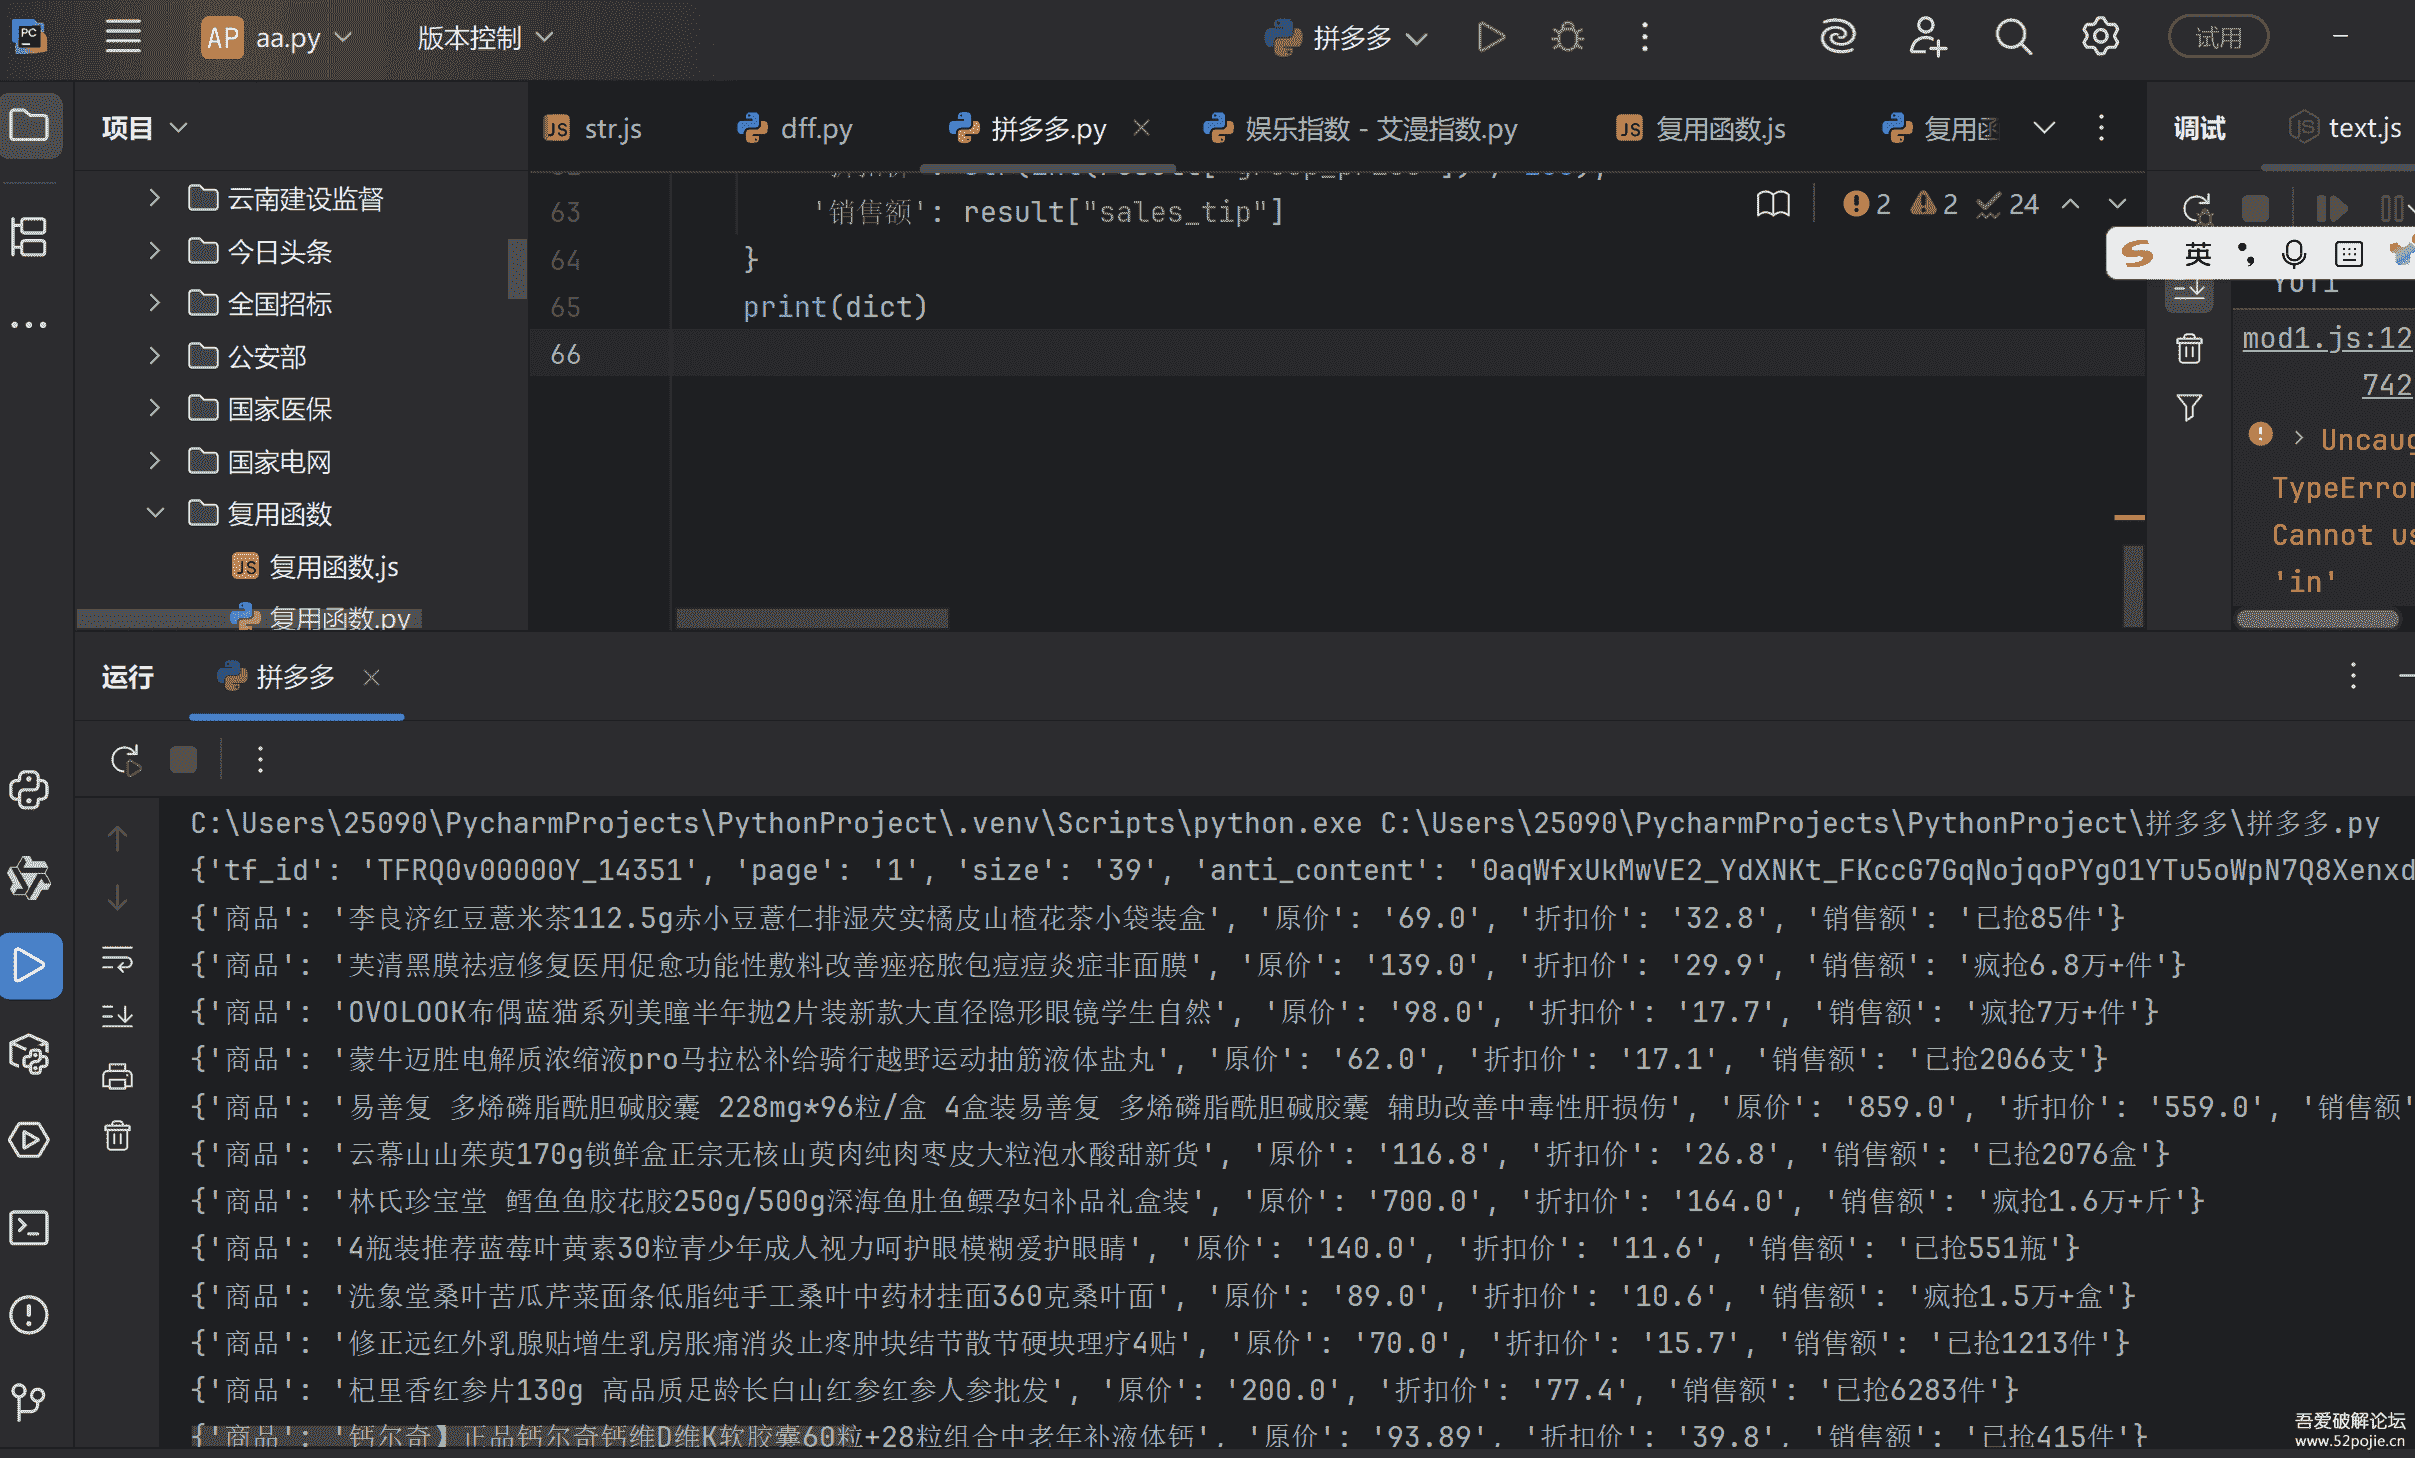 PC
AP aa.py
版本控制
拼多多
试用
项目
JS str.js
dff.py
拼多多.py
娱乐指数 - 艾漫指数.py
JS 复用函数.js
复用函
调试
JS text.js
云南建设监督
今日头条
全国招标
公安部
国家医保
国家电网
复用函数
JS 复用函数.js
复用函数.py
63 '销售额': result["sales_tip"]
64 }
65 print(dict)
66
2 2 24
英
mod1.js:12
742
Uncaug
TypeError
Cannot us
'in'
运行
拼多多
C:\Users\25090\PycharmProjects\PythonProject\.venv\Scripts\python.exe C:\Users\25090\PycharmProjects\PythonProject\拼多多\拼多多.py
{'tf_id': 'TFRQ0v00000Y_14351', 'page': '1', 'size': '39', 'anti_content': '0aqWfxUkMwVE2_YdXNKt_FKccG7GqNojqoPYgO1YTu5oWpN7Q8Xenxd
{'商品': '李良济红豆薏米茶112.5g赤小豆薏仁排湿芡实橘皮山楂花茶小袋装盒', '原价': '69.0', '折扣价': '32.8', '销售额': '已抢85件'}
{'商品': '芙清黑膜祛痘修复医用促愈功能性敷料改善痤疮脓包痘痘炎症非面膜', '原价': '139.0', '折扣价': '29.9', '销售额': '疯抢6.8万+件'}
{'商品': 'OVOLOOK布偶蓝猫系列美瞳半年抛2片装新款大直径隐形眼镜学生自然', '原价': '98.0', '折扣价': '17.7', '销售额': '疯抢7万+件'}
{'商品': '蒙牛迈胜电解质浓缩液pro马拉松补给骑行越野运动抽筋液体盐丸', '原价': '62.0', '折扣价': '17.1', '销售额': '已抢2066支'}
{'商品': '易善复 多烯磷脂酰胆碱胶囊 228mg*96粒/盒 4盒装易善复 多烯磷脂酰胆碱胶囊 辅助改善中毒性肝损伤', '原价': '859.0', '折扣价': '559.0', '销售额'
{'商品': '云幕山山茱萸170g锁鲜盒正宗无核山萸肉纯肉枣皮大粒泡水酸甜新货', '原价': '116.8', '折扣价': '26.8', '销售额': '已抢2076盒'}
{'商品': '林氏珍宝堂 鳕鱼鱼胶花胶250g/500g深海鱼肚鱼鳔孕妇补品礼盒装', '原价': '700.0', '折扣价': '164.0', '销售额': '疯抢1.6万+斤'}
{'商品': '4瓶装推荐蓝莓叶黄素30粒青少年成人视力呵护眼模糊爱护眼睛', '原价': '140.0', '折扣价': '11.6', '销售额': '已抢551瓶'}
{'商品': '洗象堂桑叶苦瓜芹菜面条低脂纯手工桑叶中药材挂面360克桑叶面', '原价': '89.0', '折扣价': '10.6', '销售额': '疯抢1.5万+盒'}
{'商品': '修正远红外乳腺贴增生乳房胀痛消炎止疼肿块结节散节硬块理疗4贴', '原价': '70.0', '折扣价': '15.7', '销售额': '已抢1213件'}
{'商品': '杞里香红参片130g 高品质足龄长白山红参红参人参批发', '原价': '200.0', '折扣价': '77.4', '销售额': '已抢6283件'}
{'商品': '钙尔奇】正品钙尔奇钙维D维K软胶囊60粒+28粒组合中老年补液体钙', '原价': '93.89', '折扣价': '39.8', '销售额': '已抢415件'}
吾爱破解论坛
www.52pojie.cn